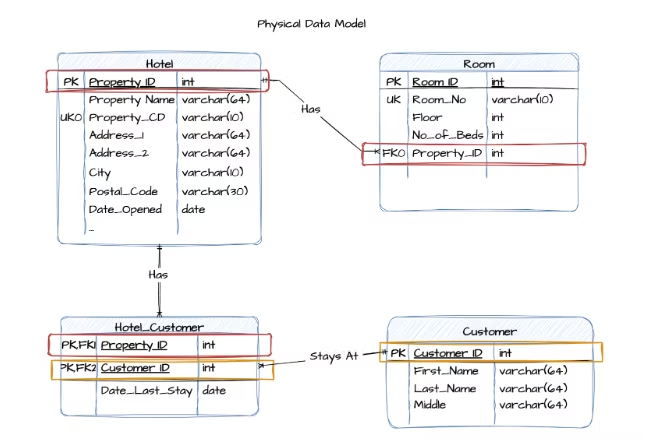 Physical Data Model
Hotel
PK Property ID int
Property Name varchar(64)
UK0 Property_CD varchar(10)
Address_1 varchar(64)
Address_2 varchar(64)
City varchar(10)
Postal_Code varchar(30)
Date_Opened date
...
Room
PK Room ID int
UK Room_No varchar(10)
Floor int
No_of_Beds int
FK0 Property_ID int
Has
Has
Hotel_Customer
PK,FK1 Property ID int
PK,FK2 Customer ID int
Date_Last_Stay date
Stays At
Customer
PK Customer ID int
First_Name varchar(64)
Last_Name varchar(64)
Middle varchar(64)